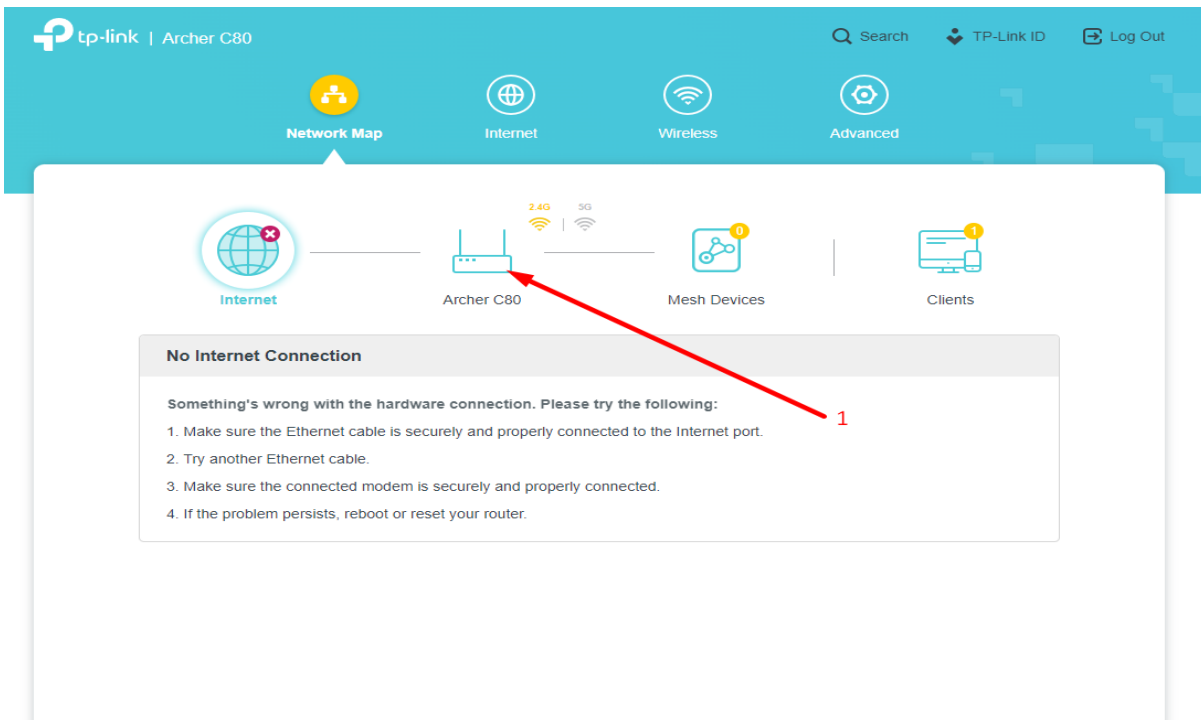 tp-link | Archer C80
Search
TP-Link ID
Log Out
Network Map
Internet
Wireless
Advanced
2.4G
5G
0
1
Internet
Archer C80
Mesh Devices
Clients
No Internet Connection
Something's wrong with the hardware connection. Please try the following:
1. Make sure the Ethernet cable is securely and properly connected to the Internet port.
1
2. Try another Ethernet cable.
3. Make sure the connected modem is securely and properly connected.
4. If the problem persists, reboot or reset your router.